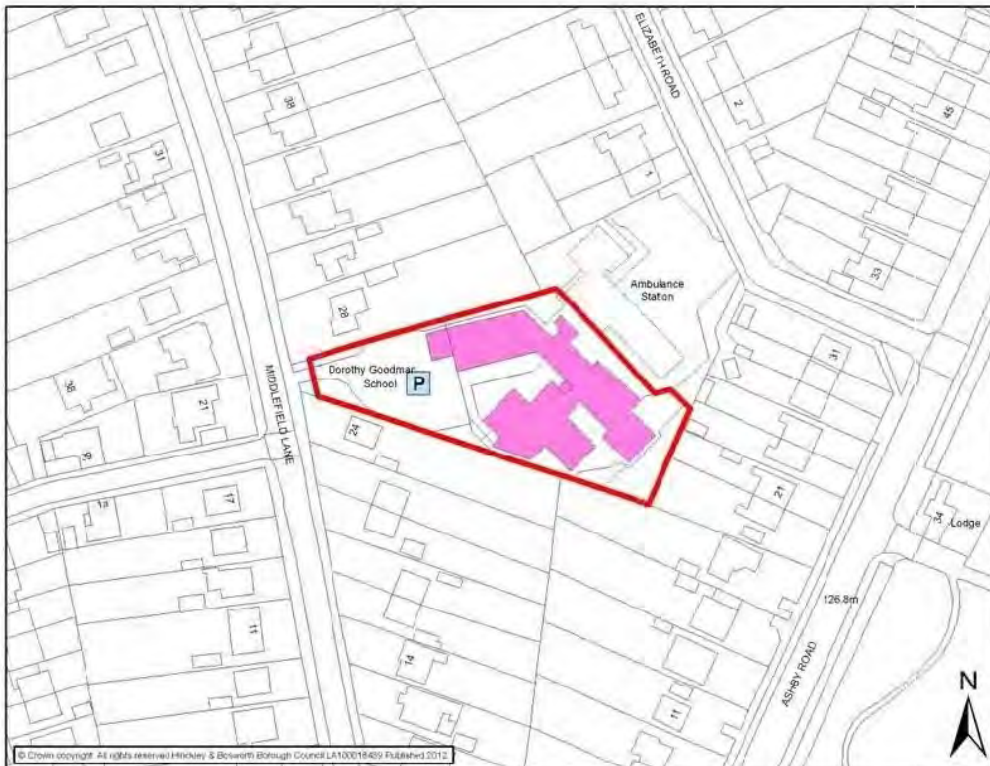 ELIZABETH ROAD
38
2
45
31
1
33
Ambulance
Station
28
31
Dorothy Goodman
School
P
36
21
MIDDLEFIELD LANE
24
9
21
1a
17
34
Lodge
126.8m
11
14
ASHBY ROAD
11
N
© Crown copyright. All rights reserved Hinckley & Bosworth Borough Council LA100018489 Published 2012